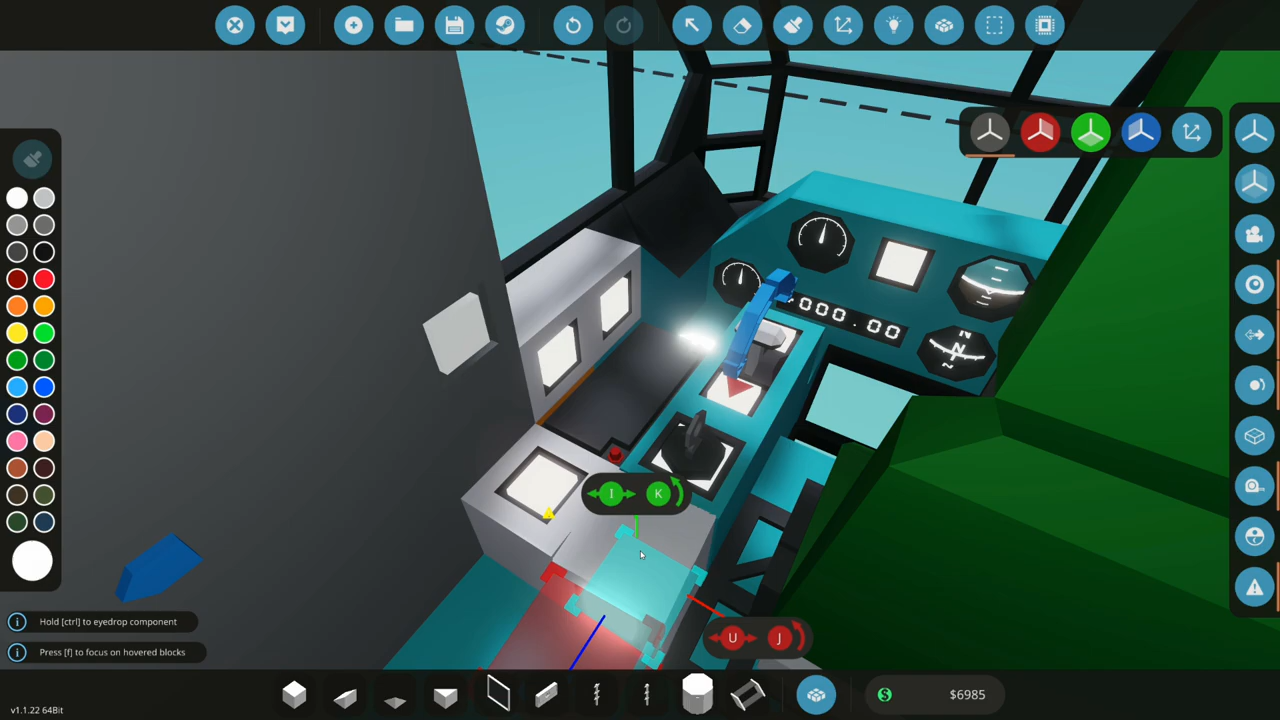 000.00
N
I
K
U
J
Hold [ctrl] to eyedrop component
Press [f] to focus on hovered blocks
v1.1.22 64Bit
$
$6985